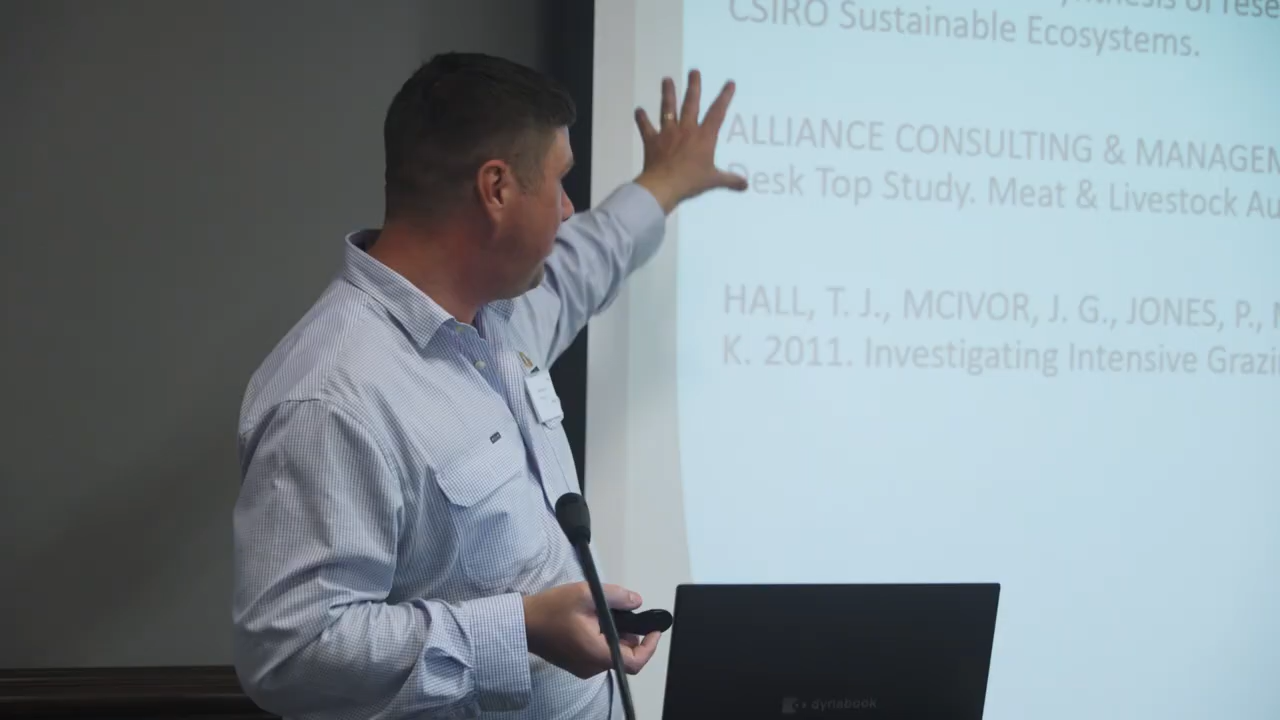 CSIRO Sustainable Ecosystems.
ALLIANCE CONSULTING & MANAGEM
Desk Top Study. Meat & Livestock Au
HALL, T. J., MCIVOR, J. G., JONES, P.,
K. 2011. Investigating Intensive Grazi
dynabook